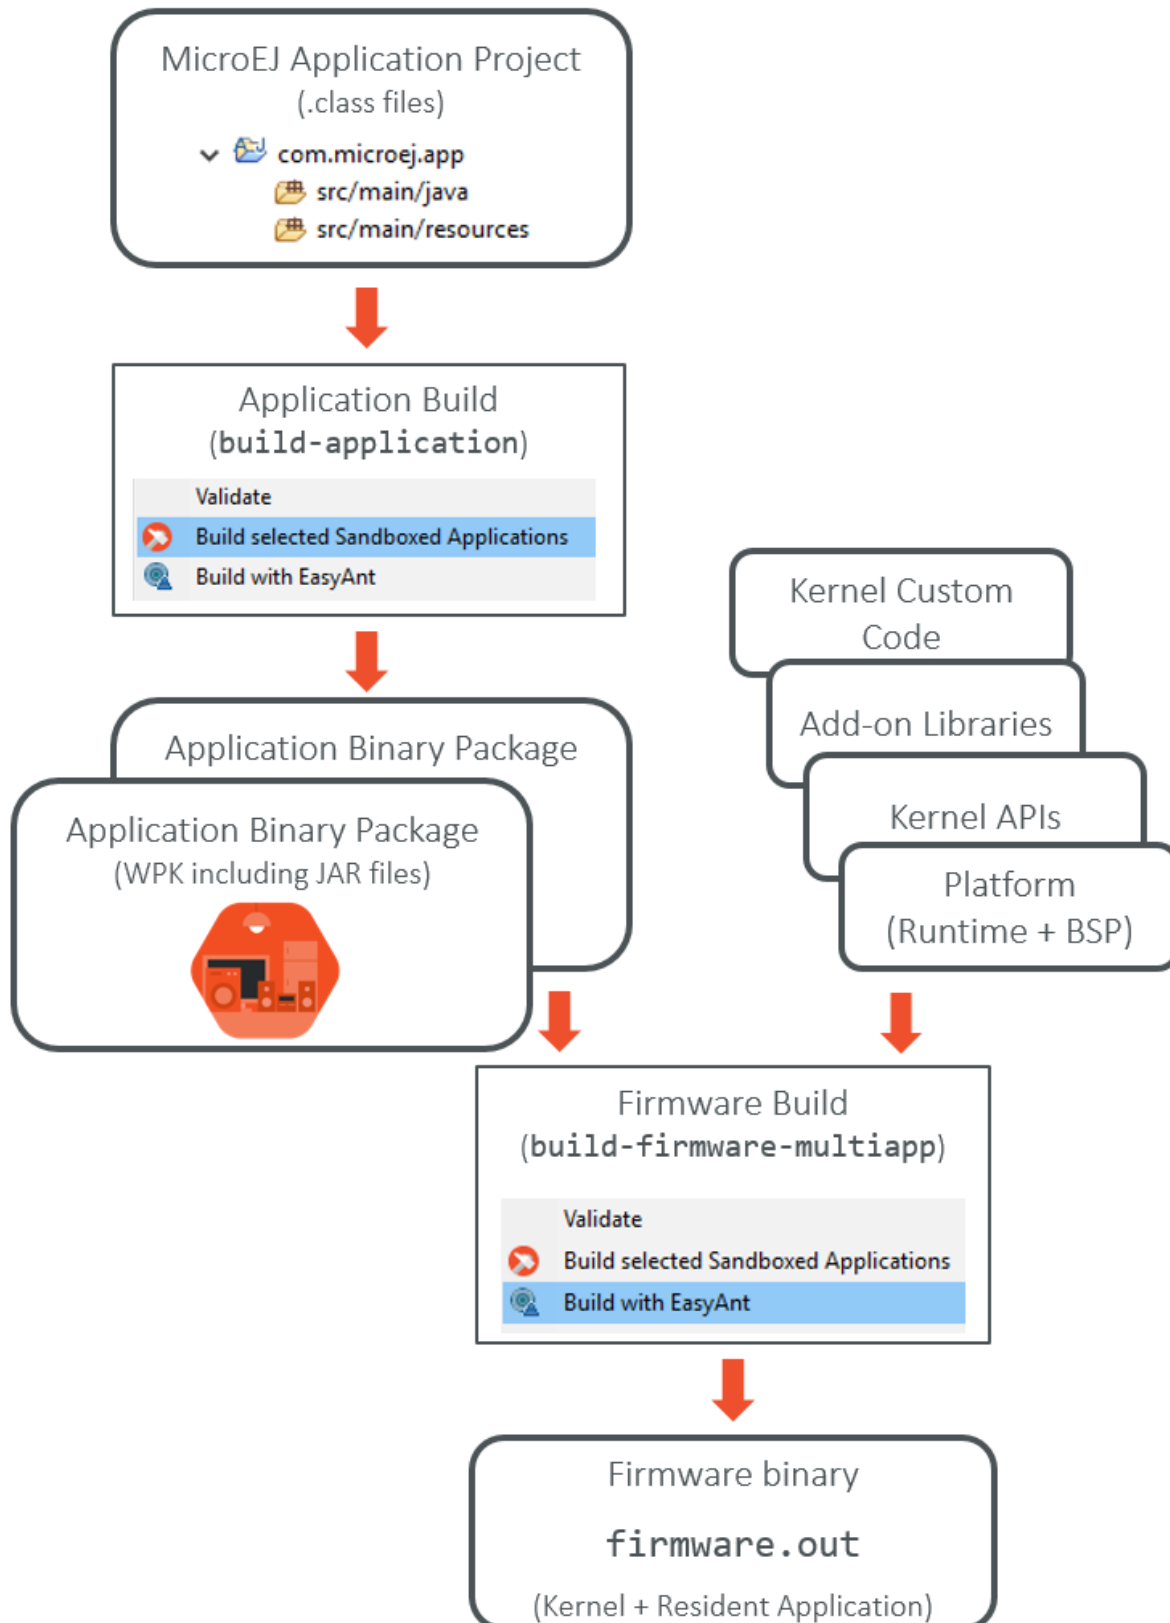 MicroEJ Application Project
(.class files)
com.microej.app
src/main/java
src/main/resources
Application Build
(build-application)
Validate
Build selected Sandboxed Applications
Build with EasyAnt
Kernel Custom
Code
Add-on Libraries
Kernel APIs
Platform
(Runtime + BSP)
Application Binary Package
Application Binary Package
(WPK including JAR files)
Firmware Build
(build-firmware-multiapp)
Validate
Build selected Sandboxed Applications
Build with EasyAnt
Firmware binary
firmware.out
(Kernel + Resident Application)